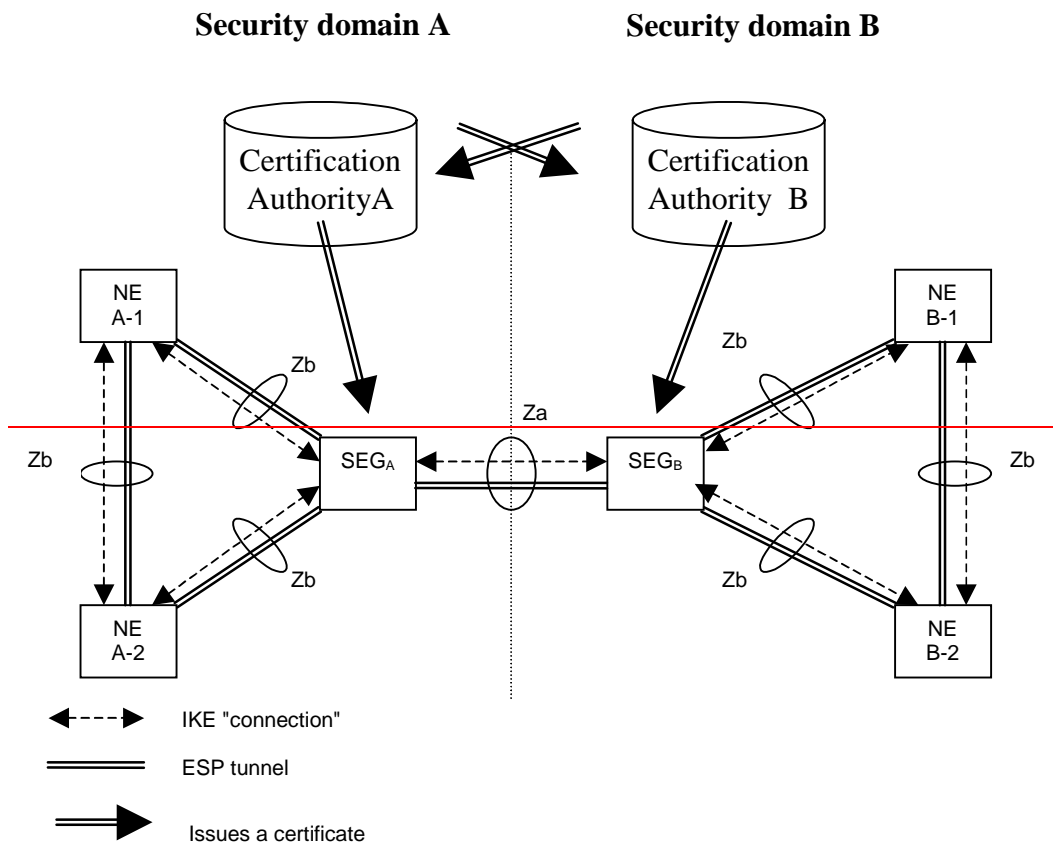 Security domain A
Security domain B
Certification
AuthorityA
Certification
Authority B
NE
A-1
NE
B-1
Zb
Zb
Za
Zb
SEGA
SEGB
Zb
Zb
Zb
NE
A-2
NE
B-2
IKE "connection"
ESP tunnel
Issues a certificate